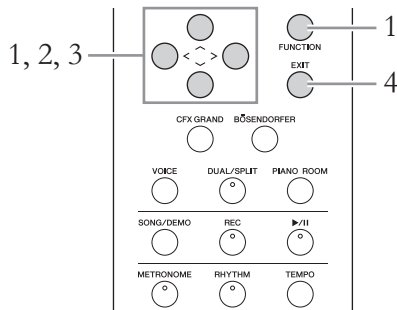 1
FUNCTION
1, 2, 3
< >
EXIT
4
CFX GRAND BÖSENDORFER
VOICE DUAL/SPLIT PIANO ROOM
SONG/DEMO REC ►/II
METRONOME RHYTHM TEMPO